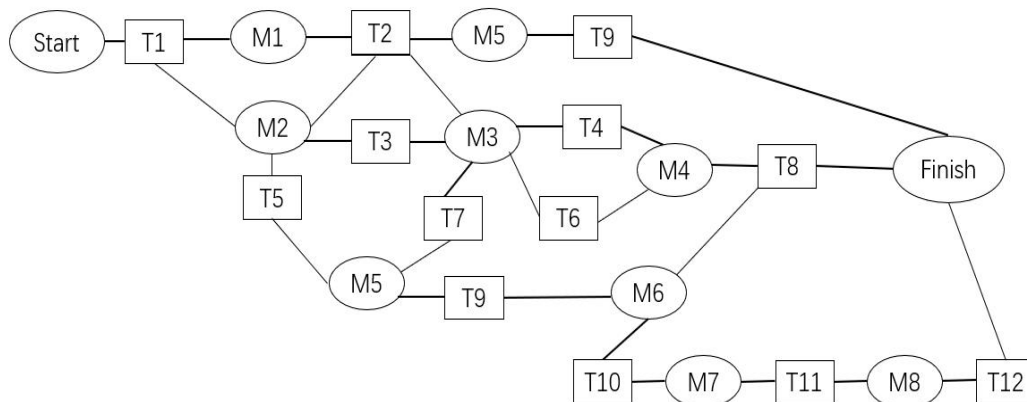 Start T1 M1 T2 M5 T9
M2 T3 M3 T4 M4 T8 Finish
T5 T7 T6
M5 T9 M6
T10 M7 T11 M8 T12